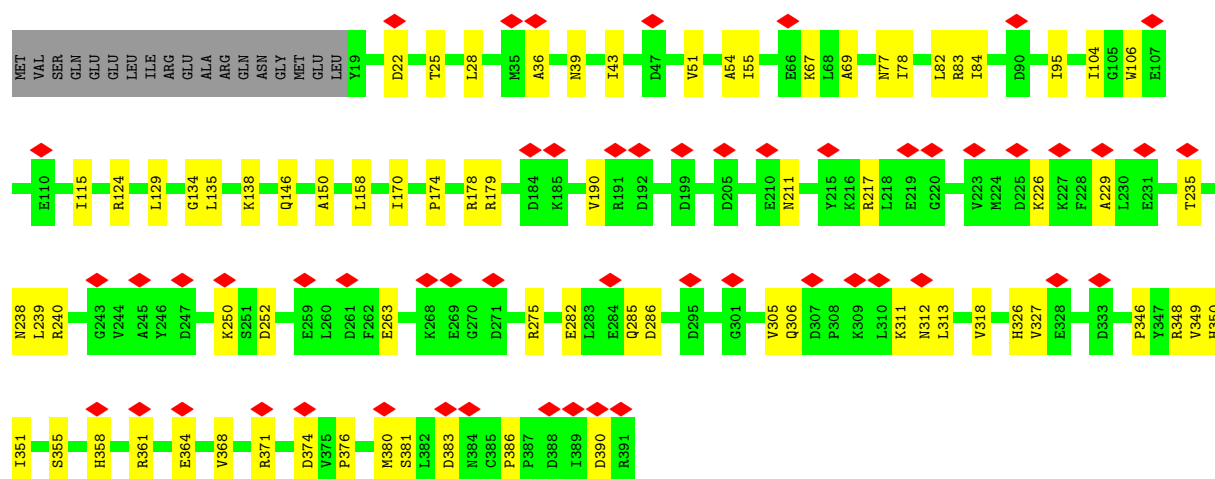 MET VAL SER GLN GLU GLU LEU ILE ARG GLU ALA ARG GLN ASN GLY MET GLU LEU Y19 D22 T25 L28 M35 A36 N39 I43 D47 V51 A54 I55 E66 K67 L68 A69 N77 I78 L82 R83 I84 D90 I95 I104 G105 W106 E107
E110 I115 R124 L129 G134 L135 K138 Q146 A150 L158 I170 P174 R178 R179 D184 K185 V190 R191 D192 D199 D205 E210 N211 Y215 K216 R217 L218 E219 G220 V223 M224 D225 K226 K227 F228 A229 L230 E231 T235
N238 L239 R240 G243 V244 A245 Y246 D247 K250 S251 D252 E259 L260 D261 F262 E263 K268 E269 G270 D271 R275 E282 L283 E284 Q285 D286 D295 G301 V305 Q306 D307 P308 K309 L310 K311 N312 L313 V318 H326 V327 E328 D333 P346 Y347 R348 V349 H350
I351 S355 H358 R361 E364 V368 R371 D374 V375 P376 M380 S381 L382 D383 N384 C385 P386 P387 D388 I389 D390 R391